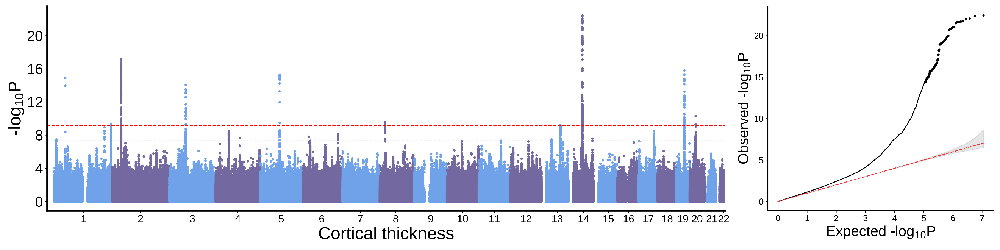 -log10P
20
16
12
8
4
0
1 2 3 4 5 6 7 8 9 10 11 12 13 14 15 16 17 18 19 20 21 22
Cortical thickness
Observed -log10P
20
15
10
5
0
0 1 2 3 4 5 6 7
Expected -log10P